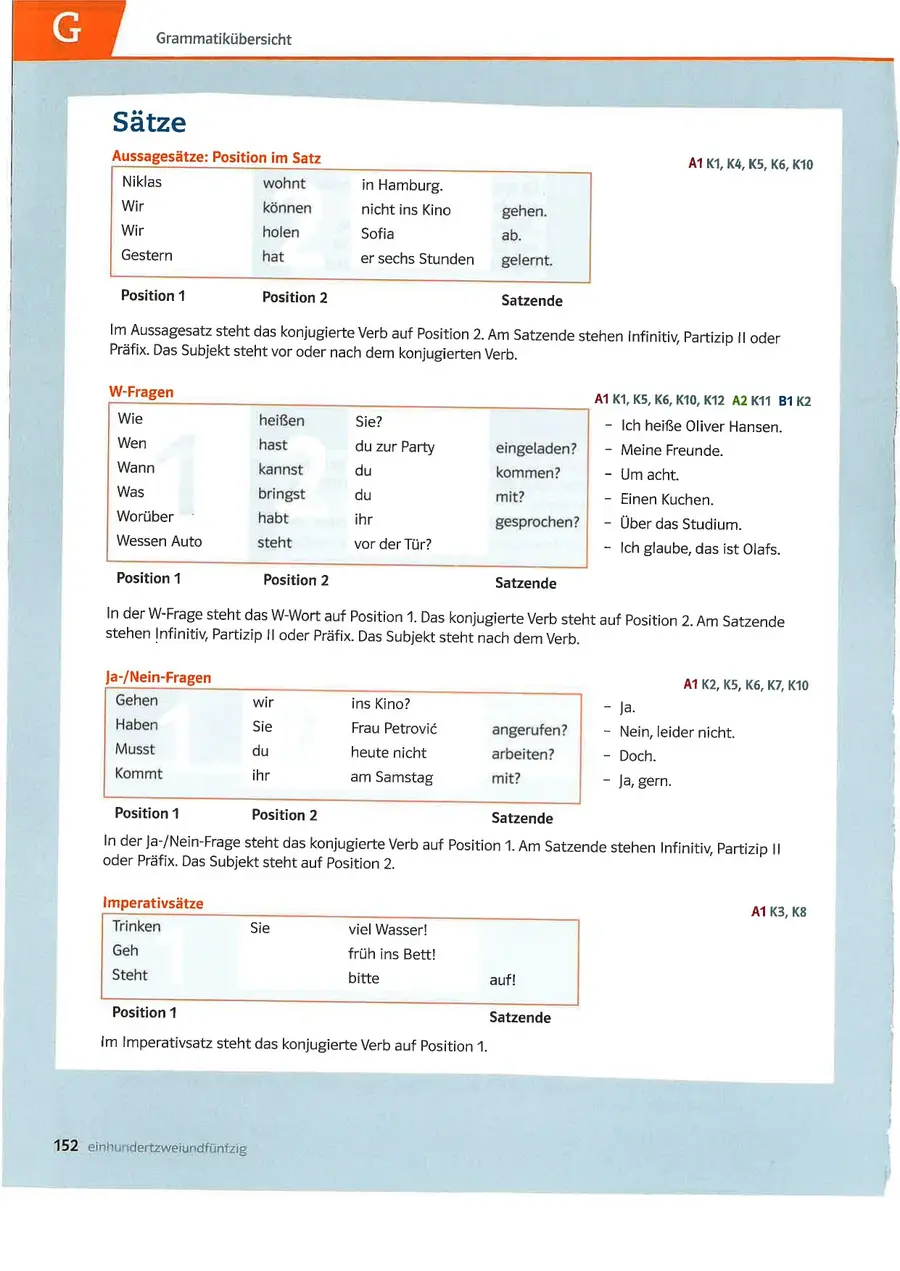 G
Grammatikübersicht
Sätze
Aussagesätze: Position im Satz
A1 K1, K4, K5, K6, K10
Niklas wohnt in Hamburg.
Wir können nicht ins Kino gehen.
Wir holen Sofia ab.
Gestern hat er sechs Stunden gelernt.
Position 1 Position 2 Satzende
Im Aussagesatz steht das konjugierte Verb auf Position 2. Am Satzende stehen Infinitiv, Partizip II oder
Präfix. Das Subjekt steht vor oder nach dem konjugierten Verb.
W-Fragen
A1 K1, K5, K6, K10, K12 A2 K11 B1 K2
Wie heißen Sie? – Ich heiße Oliver Hansen.
Wen hast du zur Party eingeladen? – Meine Freunde.
Wann kannst du kommen? – Um acht.
Was bringst du mit? – Einen Kuchen.
Worüber habt ihr gesprochen? – Über das Studium.
Wessen Auto steht vor der Tür? – Ich glaube, das ist Olafs.
Position 1 Position 2 Satzende
In der W-Frage steht das W-Wort auf Position 1. Das konjugierte Verb steht auf Position 2. Am Satzende
stehen Infinitiv, Partizip II oder Präfix. Das Subjekt steht nach dem Verb.
Ja-/Nein-Fragen
A1 K2, K5, K6, K7, K10
Gehen wir ins Kino? – Ja.
Haben Sie Frau Petrović angerufen? – Nein, leider nicht.
Musst du heute nicht arbeiten? – Doch.
Kommt ihr am Samstag mit? – Ja, gern.
Position 1 Position 2 Satzende
In der Ja-/Nein-Frage steht das konjugierte Verb auf Position 1. Am Satzende stehen Infinitiv, Partizip II
oder Präfix. Das Subjekt steht auf Position 2.
Imperativsätze
A1 K3, K8
Trinken Sie viel Wasser!
Geh früh ins Bett!
Steht bitte auf!
Position 1 Satzende
Im Imperativsatz steht das konjugierte Verb auf Position 1.
152 einhundertzweiundfünfzig